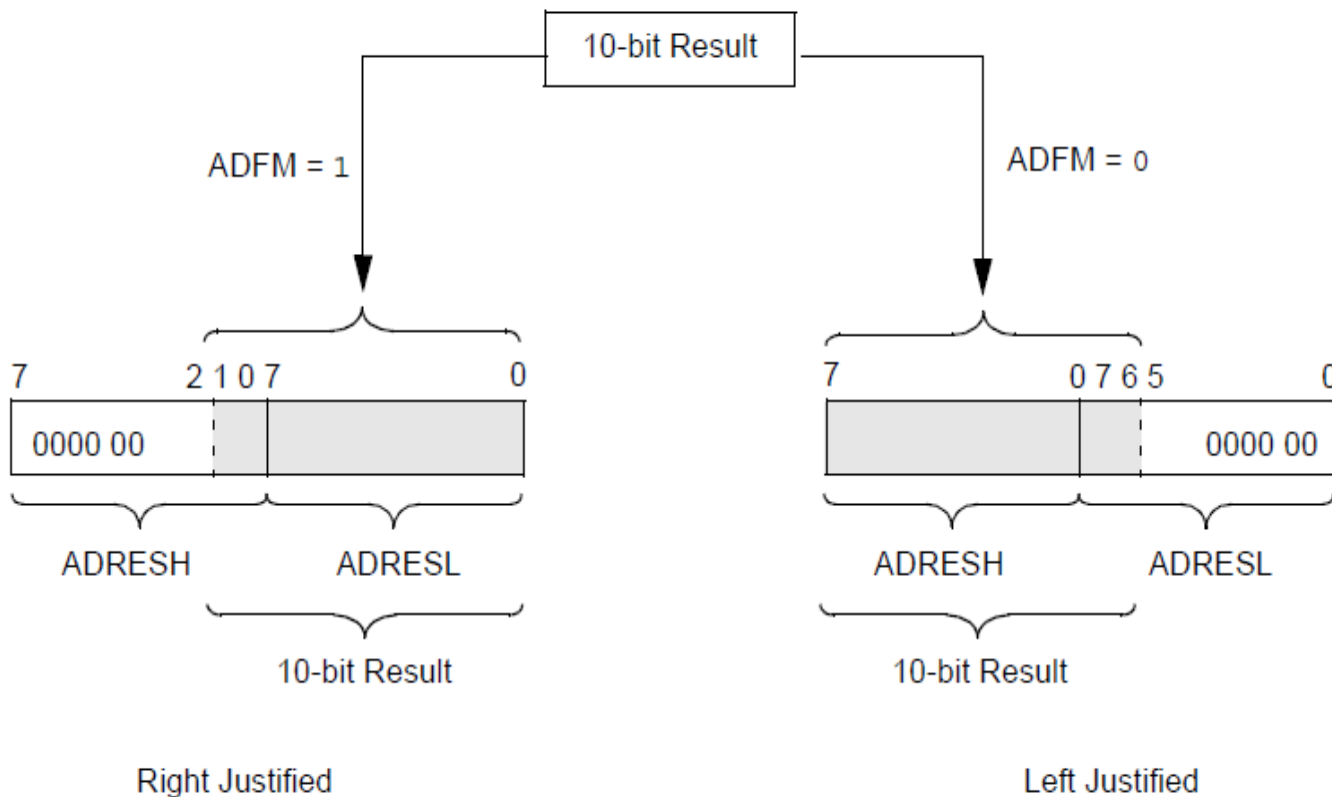 10-bit Result
ADFM = 1
ADFM = 0
7 2 1 0 7 0
7 0 7 6 5 0
0000 00
0000 00
ADRESH ADRESL
ADRESH ADRESL
10-bit Result
10-bit Result
Right Justified
Left Justified